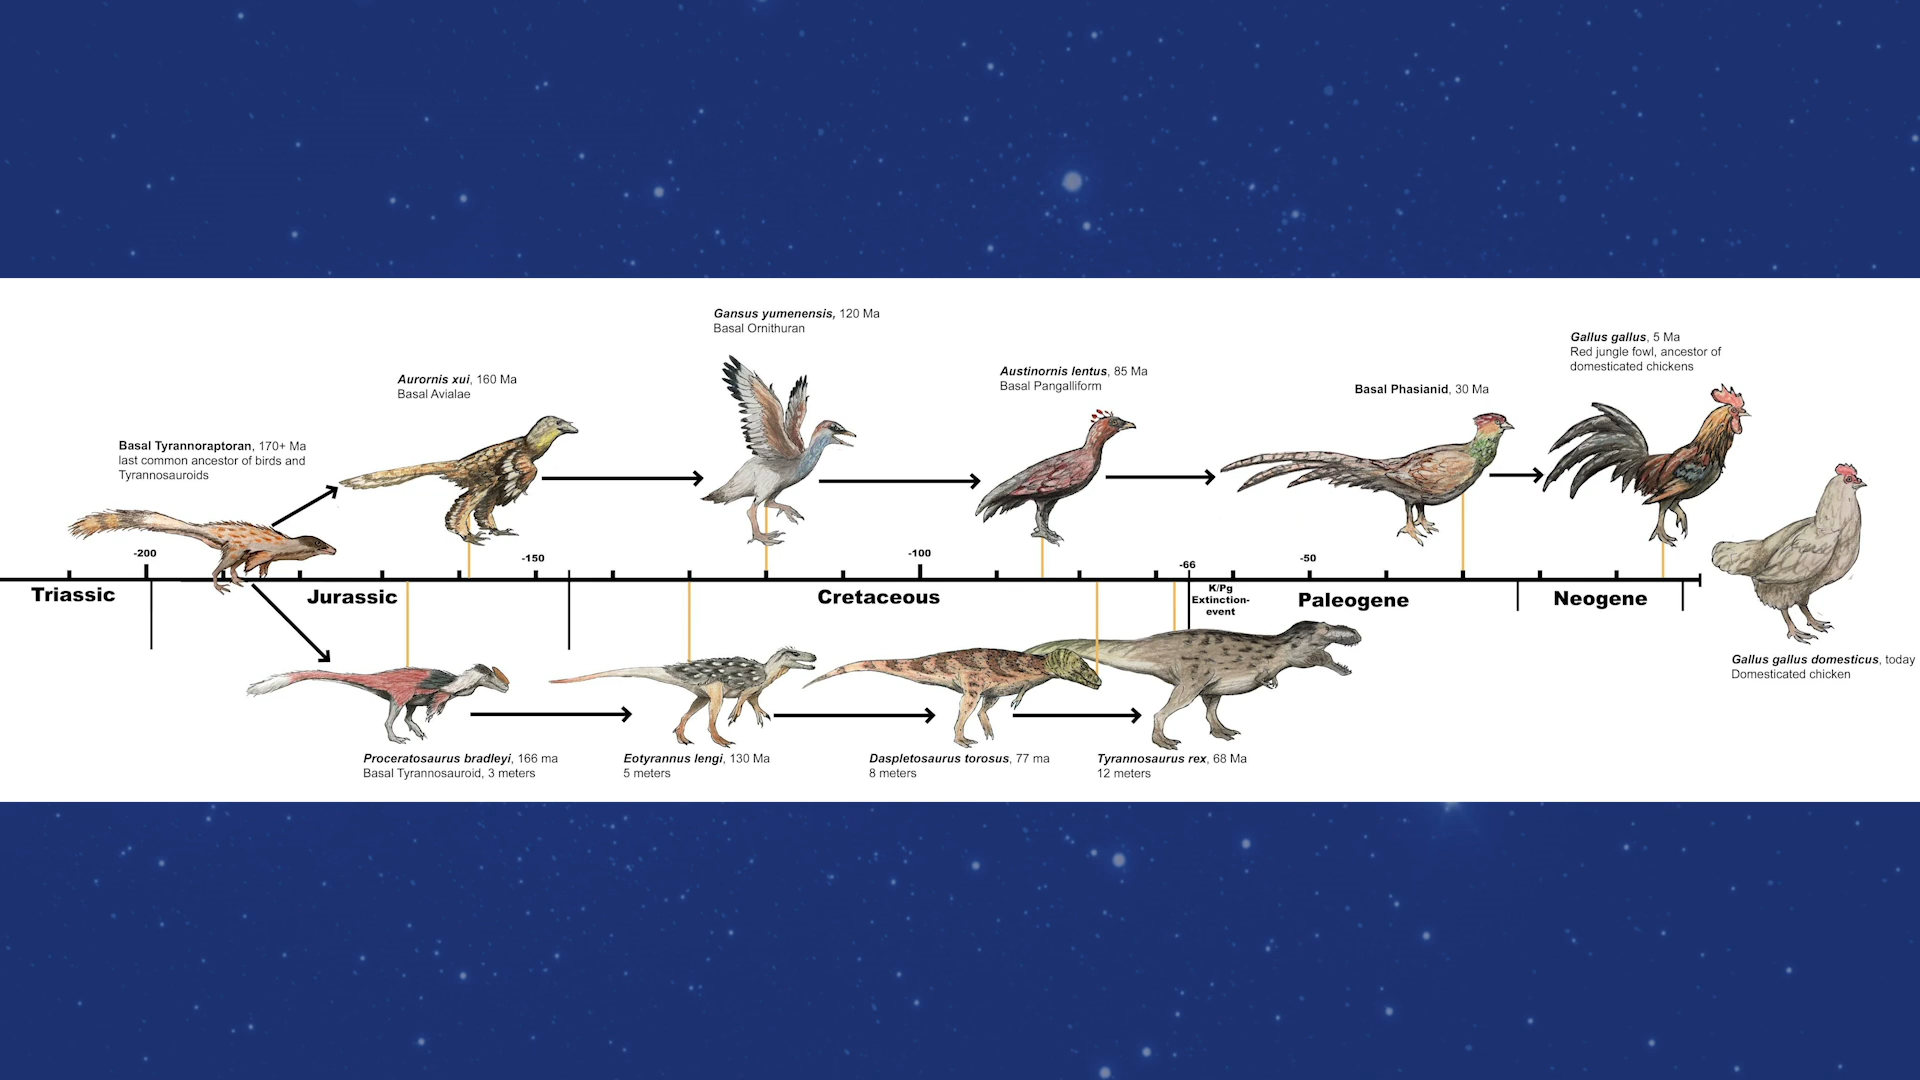 Gansus yumenensis, 120 Ma
Basal Ornithuran
Gallus gallus, 5 Ma
Red jungle fowl, ancestor of
domesticated chickens
Austinornis lentus, 85 Ma
Basal Pangalliform
Aurornis xui, 160 Ma
Basal Avialae
Basal Phasianid, 30 Ma
Basal Tyrannoraptoran, 170+ Ma
last common ancestor of birds and
Tyrannosauroids
-200
-150
-100
-66
-50
Triassic
Jurassic
Cretaceous
K/Pg
Extinction-
event
Paleogene
Neogene
Gallus gallus domesticus, today
Domesticated chicken
Proceratosaurus bradleyi, 166 ma
Basal Tyrannosauroid, 3 meters
Eotyrannus lengi, 130 Ma
5 meters
Daspletosaurus torosus, 77 ma
8 meters
Tyrannosaurus rex, 68 Ma
12 meters